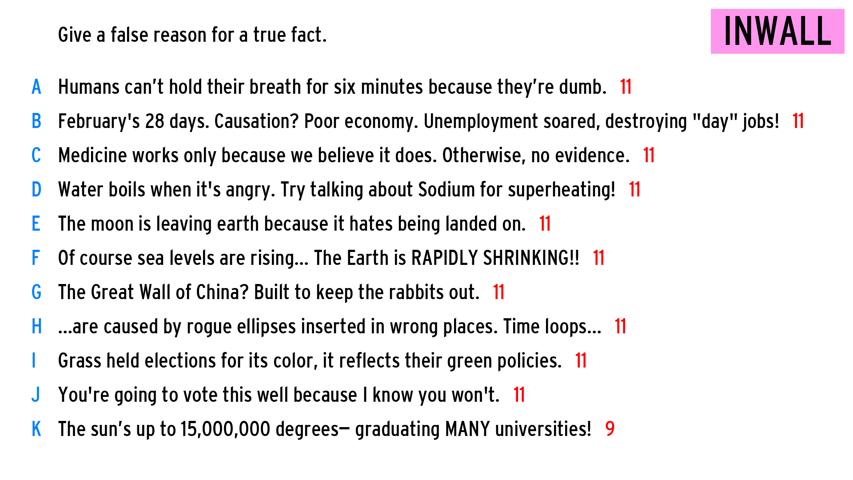 Give a false reason for a true fact.
INWALL
A Humans can't hold their breath for six minutes because they're dumb. 11
B February's 28 days. Causation? Poor economy. Unemployment soared, destroying "day" jobs! 11
C Medicine works only because we believe it does. Otherwise, no evidence. 11
D Water boils when it's angry. Try talking about Sodium for superheating! 11
E The moon is leaving earth because it hates being landed on. 11
F Of course sea levels are rising... The Earth is RAPIDLY SHRINKING!! 11
G The Great Wall of China? Built to keep the rabbits out. 11
H ...are caused by rogue ellipses inserted in wrong places. Time loops... 11
I Grass held elections for its color, it reflects their green policies. 11
J You're going to vote this well because I know you won't. 11
K The sun's up to 15,000,000 degrees— graduating MANY universities! 9